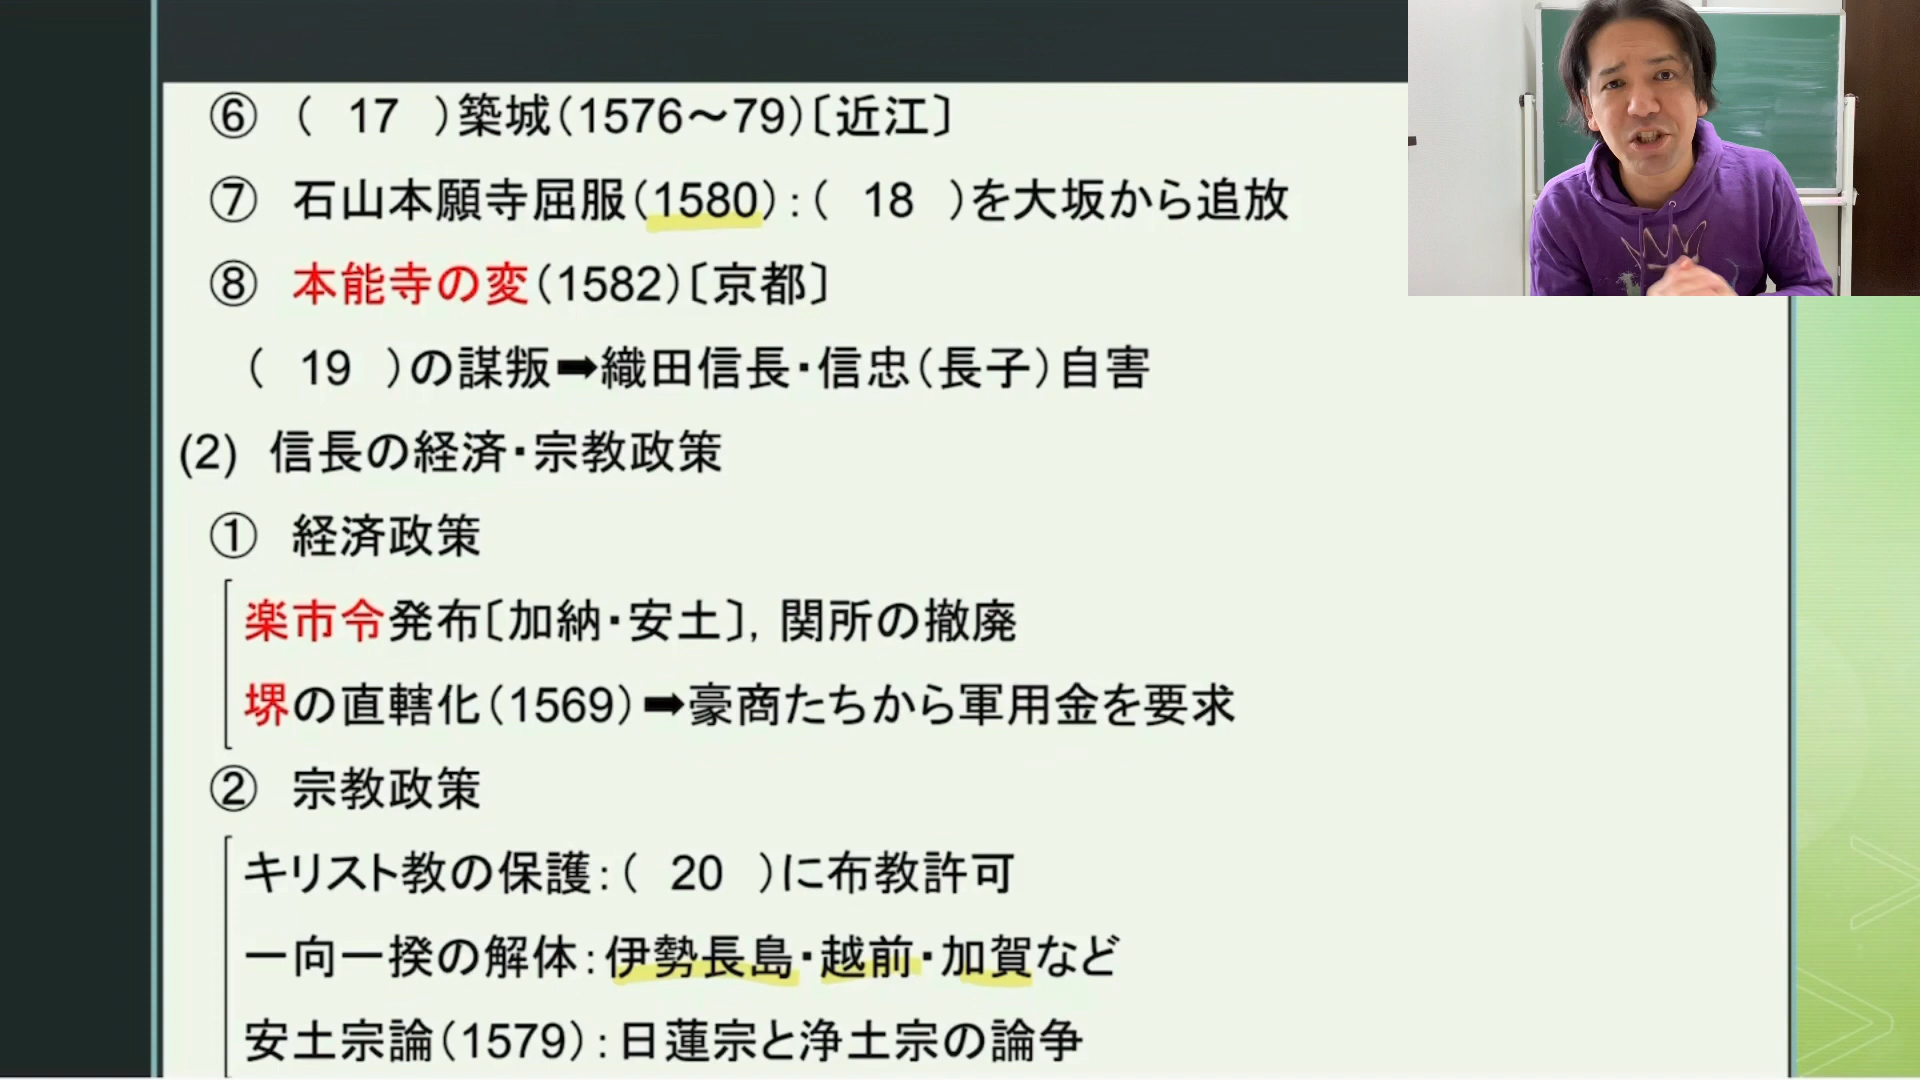 ⑥ ( 17 )築城(1576～79)〔近江〕
⑦ 石山本願寺屈服(1580):( 18 )を大坂から追放
⑧ 本能寺の変(1582)〔京都〕
( 19 )の謀叛➡織田信長・信忠(長子)自害
(2) 信長の経済・宗教政策
① 経済政策
楽市令発布〔加納・安土〕, 関所の撤廃
堺の直轄化(1569)➡豪商たちから軍用金を要求
② 宗教政策
キリスト教の保護:( 20 )に布教許可
一向一揆の解体:伊勢長島・越前・加賀など
安土宗論(1579):日蓮宗と浄土宗の論争